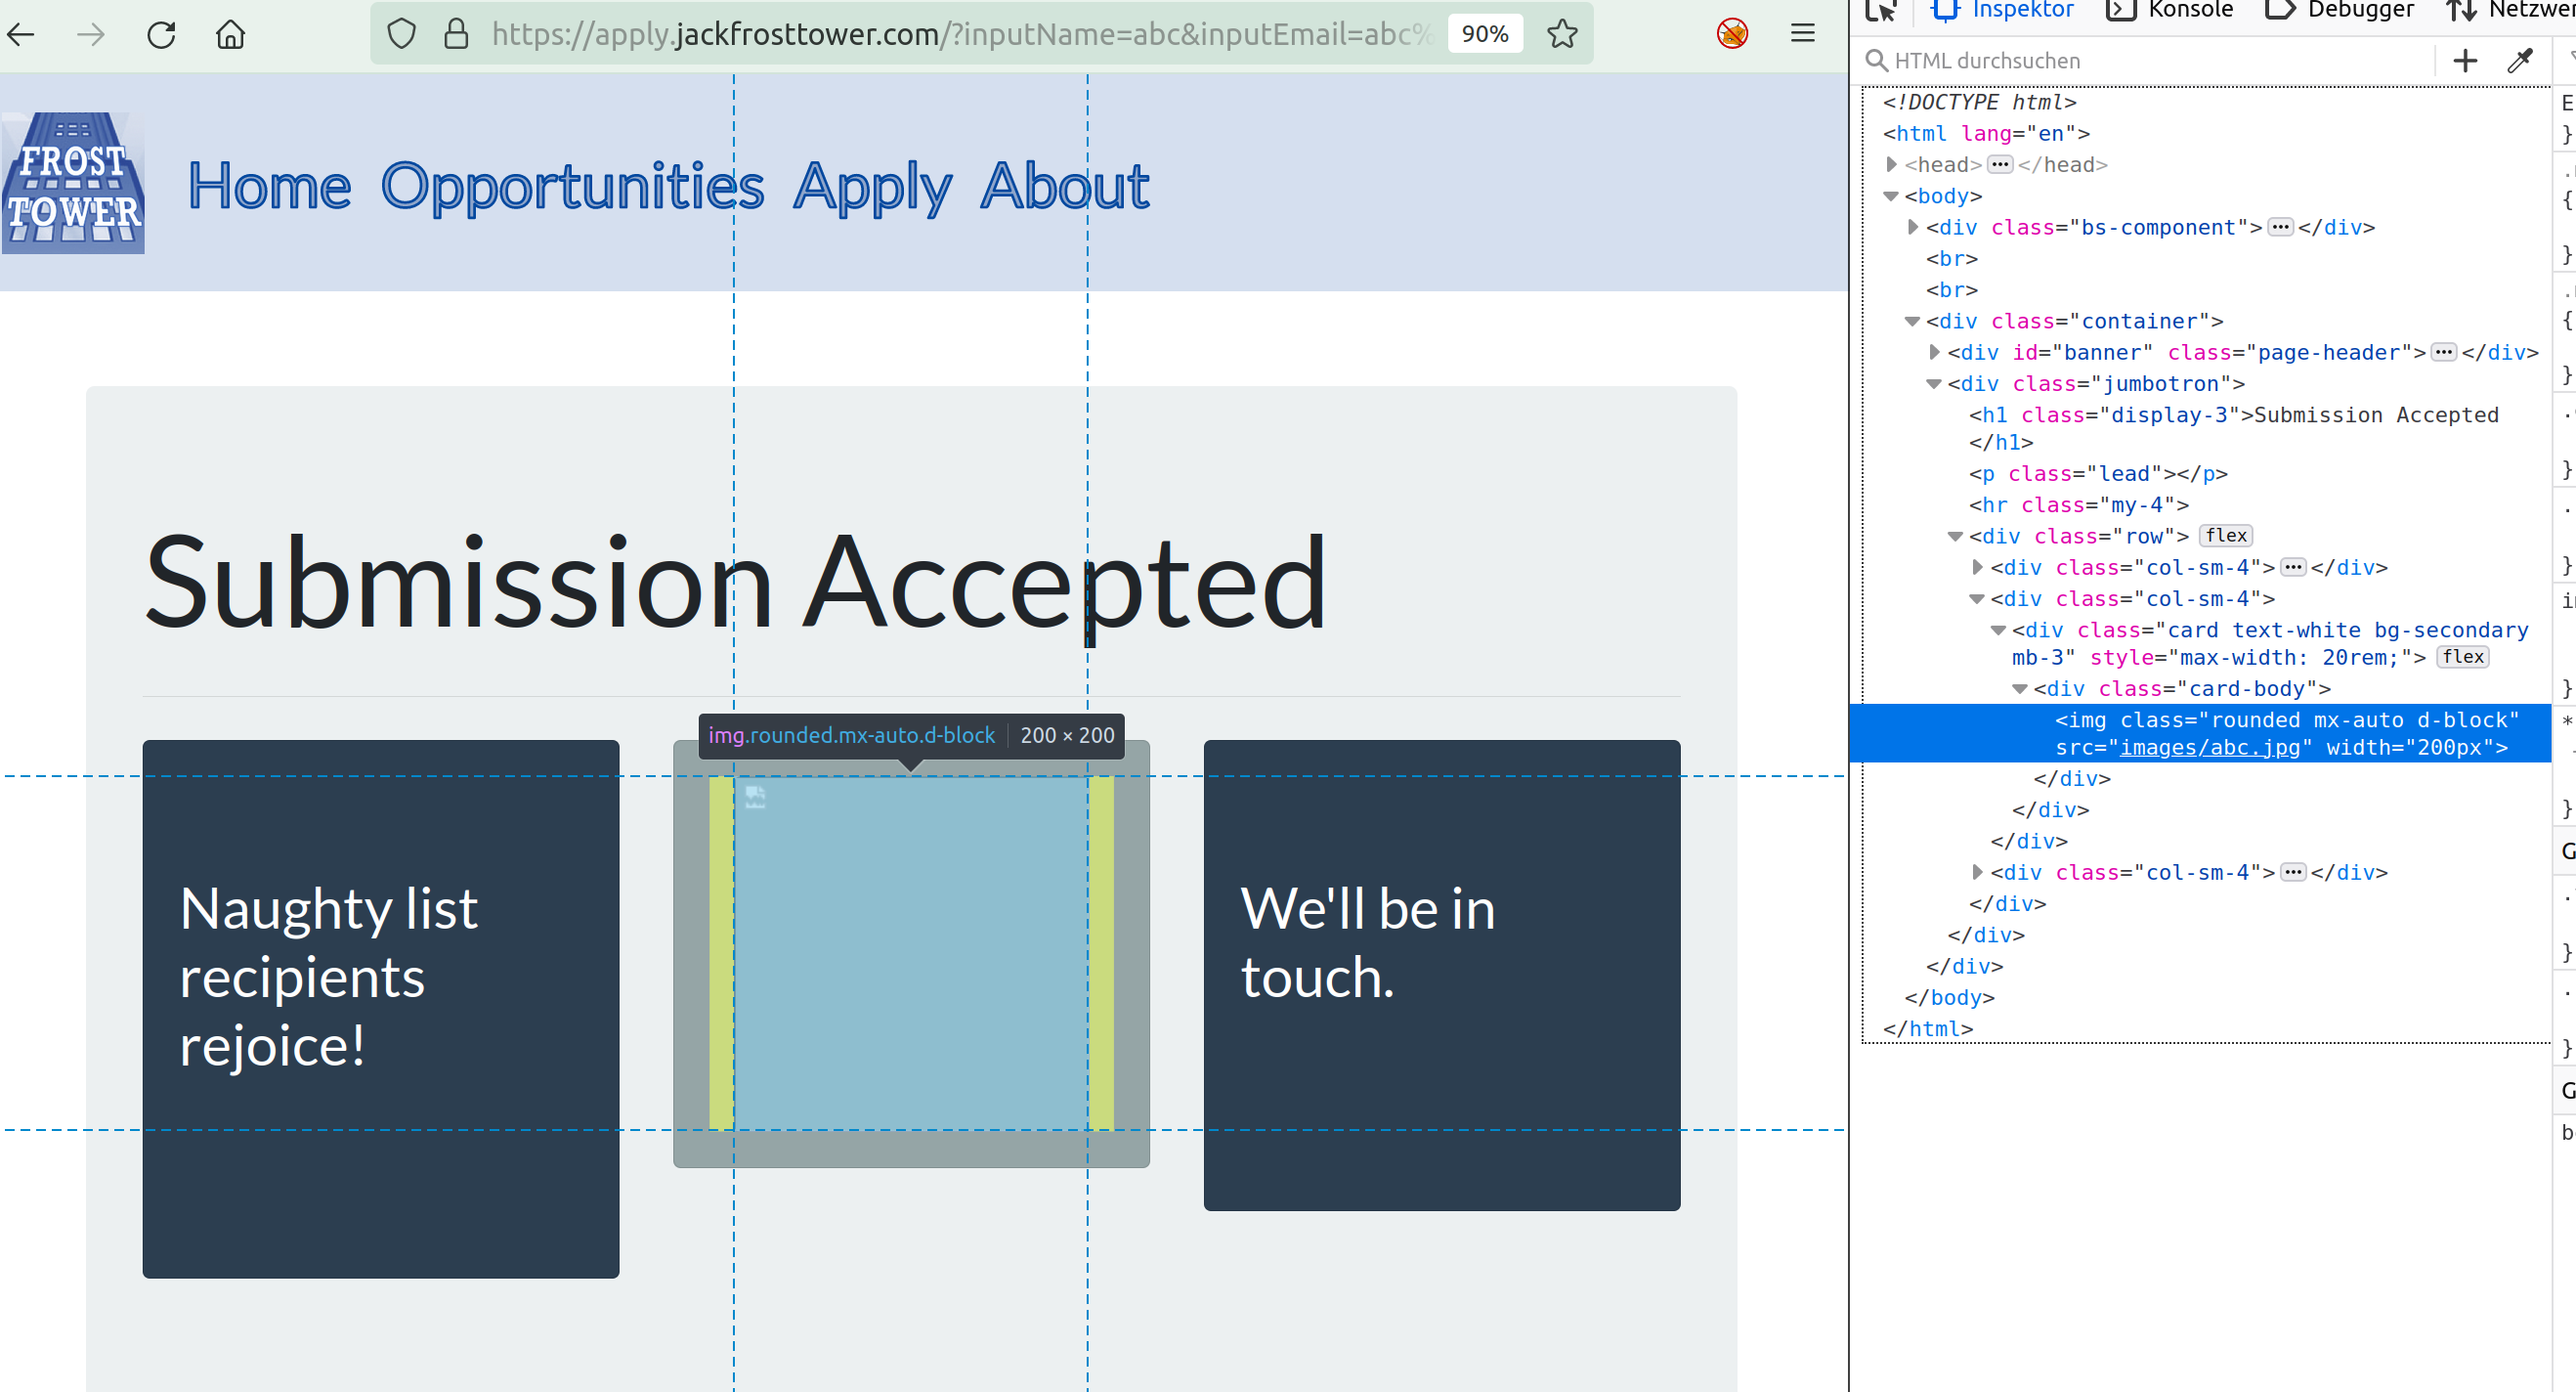 https://apply.jackfrosttower.com/?inputName=abc&inputEmail=abc%
90%
FROST
TOWER
Home Opportunities Apply About
Submission Accepted
img.rounded.mx-auto.d-block 200 × 200
Naughty list
recipients
rejoice!
We'll be in
touch.
Inspektor Konsole Debugger
HTML durchsuchen
<!DOCTYPE html>
<html lang="en">
<head>⋯</head>
<body>
<div class="bs-component">⋯</div>
<br>
<br>
<div class="container">
<div id="banner" class="page-header">⋯</div>
<div class="jumbotron">
<h1 class="display-3">Submission Accepted
</h1>
<p class="lead"></p>
<hr class="my-4">
<div class="row"> flex
<div class="col-sm-4">⋯</div>
<div class="col-sm-4">
<div class="card text-white bg-secondary
mb-3" style="max-width: 20rem;"> flex
<div class="card-body">
<img class="rounded mx-auto d-block"
src="images/abc.jpg" width="200px">
</div>
</div>
</div>
<div class="col-sm-4">⋯</div>
</div>
</div>
</div>
</body>
</html>